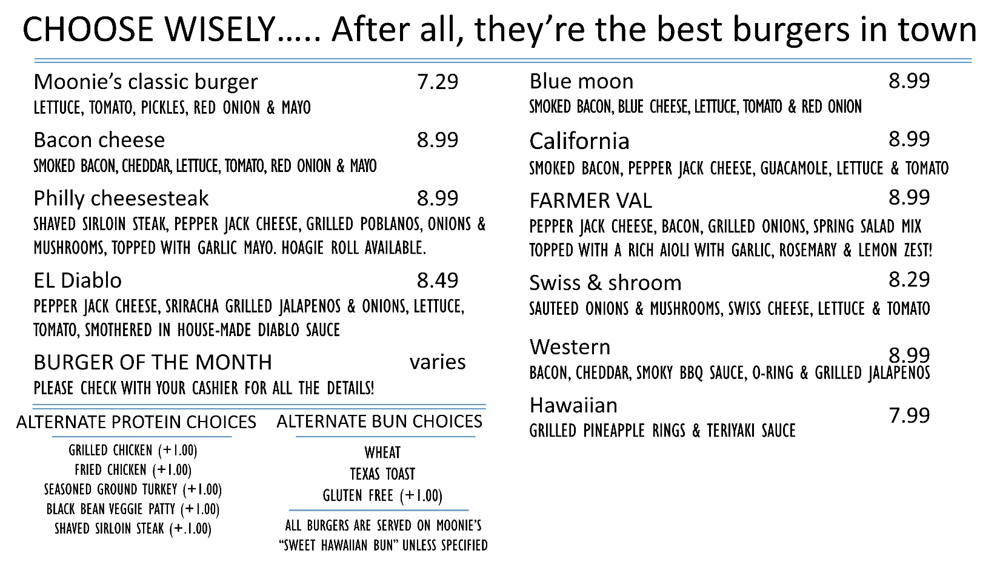 CHOOSE WISELY..... After all, they’re the best burgers in town
Moonie’s classic burger 7.29
LETTUCE, TOMATO, PICKLES, RED ONION & MAYO
Bacon cheese 8.99
SMOKED BACON, CHEDDAR, LETTUCE, TOMATO, RED ONION & MAYO
Philly cheesesteak 8.99
SHAVED SIRLOIN STEAK, PEPPER JACK CHEESE, GRILLED POBLANOS, ONIONS &
MUSHROOMS, TOPPED WITH GARLIC MAYO. HOAGIE ROLL AVAILABLE.
EL Diablo 8.49
PEPPER JACK CHEESE, SRIRACHA GRILLED JALAPENOS & ONIONS, LETTUCE,
TOMATO, SMOTHERED IN HOUSE-MADE DIABLO SAUCE
BURGER OF THE MONTH varies
PLEASE CHECK WITH YOUR CASHIER FOR ALL THE DETAILS!
ALTERNATE PROTEIN CHOICES
GRILLED CHICKEN (+1.00)
FRIED CHICKEN (+1.00)
SEASONED GROUND TURKEY (+1.00)
BLACK BEAN VEGGIE PATTY (+1.00)
SHAVED SIRLOIN STEAK (+.1.00)
ALTERNATE BUN CHOICES
WHEAT
TEXAS TOAST
GLUTEN FREE (+1.00)
ALL BURGERS ARE SERVED ON MOONIE’S
“SWEET HAWAIIAN BUN” UNLESS SPECIFIED
Blue moon 8.99
SMOKED BACON, BLUE CHEESE, LETTUCE, TOMATO & RED ONION
California 8.99
SMOKED BACON, PEPPER JACK CHEESE, GUACAMOLE, LETTUCE & TOMATO
FARMER VAL 8.99
PEPPER JACK CHEESE, BACON, GRILLED ONIONS, SPRING SALAD MIX
TOPPED WITH A RICH AIOLI WITH GARLIC, ROSEMARY & LEMON ZEST!
Swiss & shroom 8.29
SAUTEED ONIONS & MUSHROOMS, SWISS CHEESE, LETTUCE & TOMATO
Western 8.99
BACON, CHEDDAR, SMOKY BBQ SAUCE, O-RING & GRILLED JALAPENOS
Hawaiian 7.99
GRILLED PINEAPPLE RINGS & TERIYAKI SAUCE